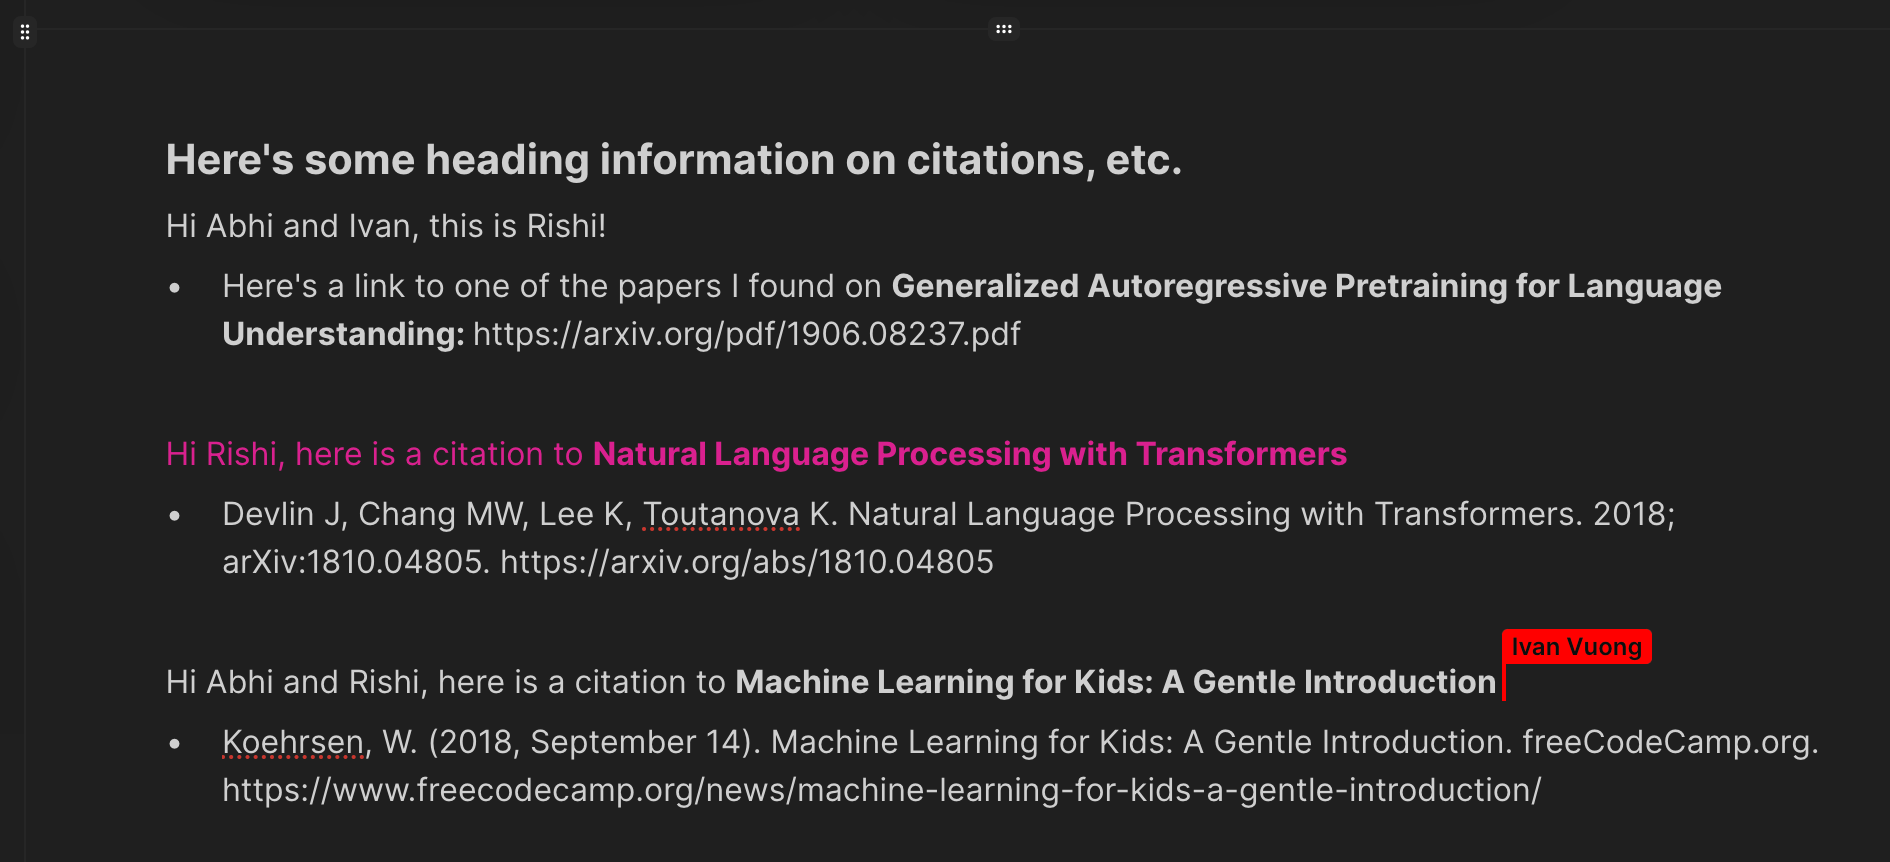 Here's some heading information on citations, etc.
Hi Abhi and Ivan, this is Rishi!
• Here's a link to one of the papers I found on Generalized Autoregressive Pretraining for Language
Understanding: https://arxiv.org/pdf/1906.08237.pdf
Hi Rishi, here is a citation to Natural Language Processing with Transformers
• Devlin J, Chang MW, Lee K, Toutanova K. Natural Language Processing with Transformers. 2018;
arXiv:1810.04805. https://arxiv.org/abs/1810.04805
Ivan Vuong
Hi Abhi and Rishi, here is a citation to Machine Learning for Kids: A Gentle Introduction
• Koehrsen, W. (2018, September 14). Machine Learning for Kids: A Gentle Introduction. freeCodeCamp.org.
https://www.freecodecamp.org/news/machine-learning-for-kids-a-gentle-introduction/